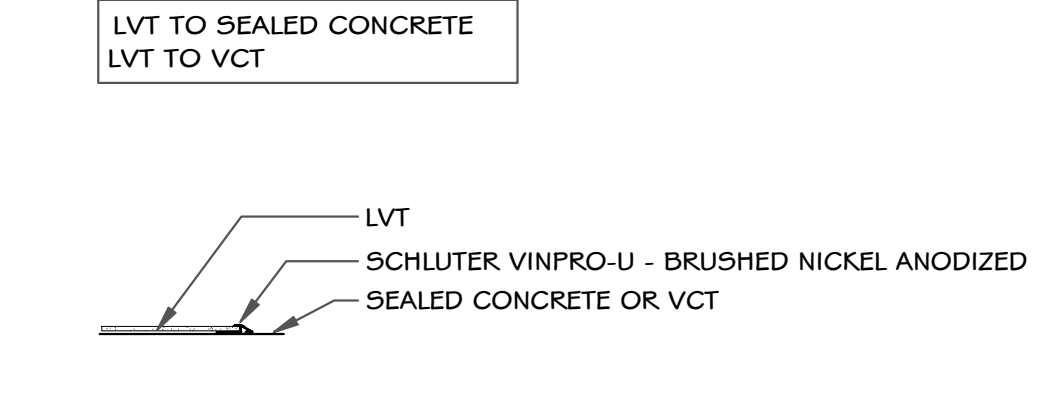 LVT TO SEALED CONCRETE
LVT TO VCT
LVT
SCHLUTER VINPRO-U - BRUSHED NICKEL ANODIZED
SEALED CONCRETE OR VCT